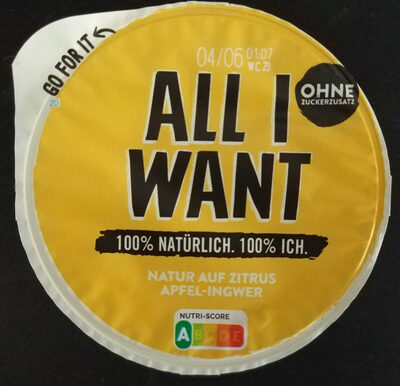 GO FOR IT
20
04/06 01:07
WC 23
ALL I
WANT
OHNE
ZUCKERZUSATZ
100% NATÜRLICH. 100% ICH.
NATUR AUF ZITRUS
APFEL-INGWER
NUTRI-SCORE
A B C D E